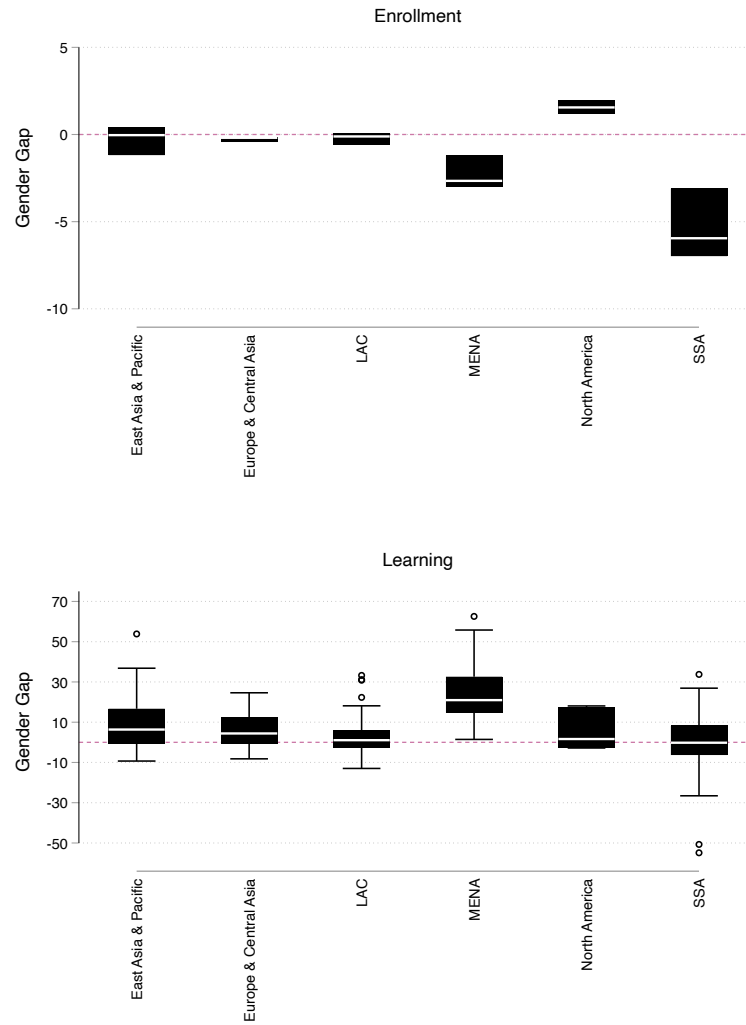 Enrollment
Gender Gap
5
0
-5
-10
East Asia & Pacific
Europe & Central Asia
LAC
MENA
North America
SSA
Learning
Gender Gap
70
50
30
10
-10
-50
East Asia & Pacific
Europe & Central Asia
LAC
MENA
North America
SSA